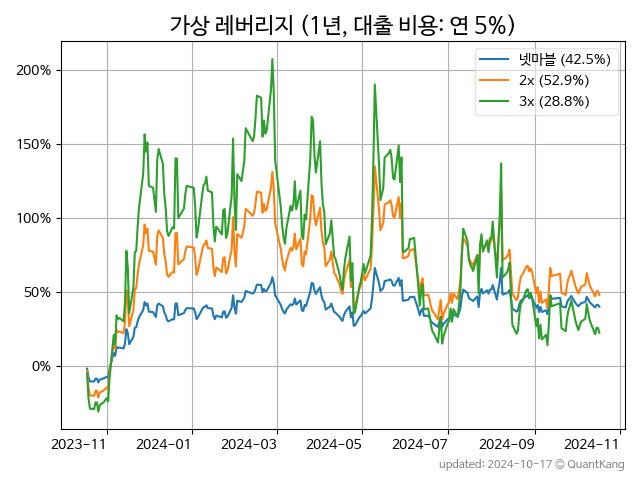 가상 레버리지 (1년, 대출 비용: 연 5%)
넷마블 (42.5%)
2x (52.9%)
3x (28.8%)
200%
150%
100%
50%
0%
2023-11 2024-01 2024-03 2024-05 2024-07 2024-09 2024-11
updated: 2024-10-17 © QuantKang